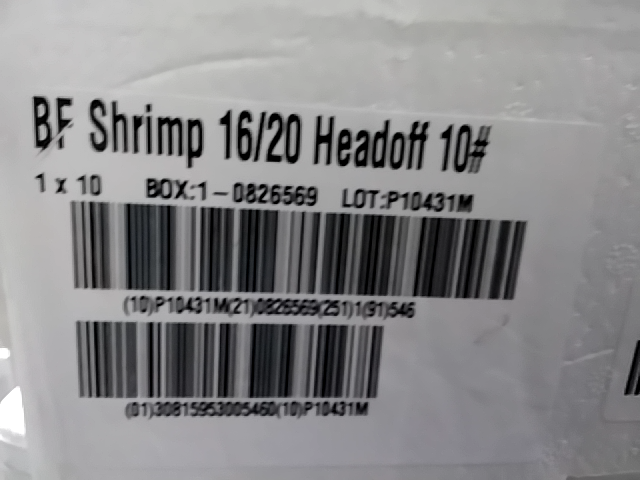 BF Shrimp 16/20 Headoff 10#
1 x 10 BOX:1-0826569 LOT:P10431M
(10)P10431M(21)0826569(251)1(91)546
(01)30815953005460(10)P10431M